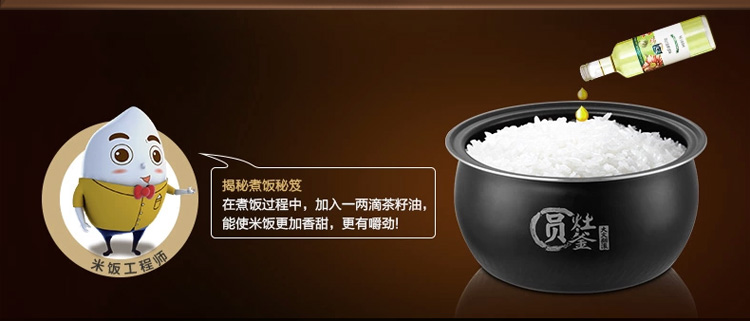 揭秘煮饭秘笈
在煮饭过程中，加入一两滴茶籽油，
能使米饭更加香甜，更有嚼劲!
米饭工程师
圆灶釜